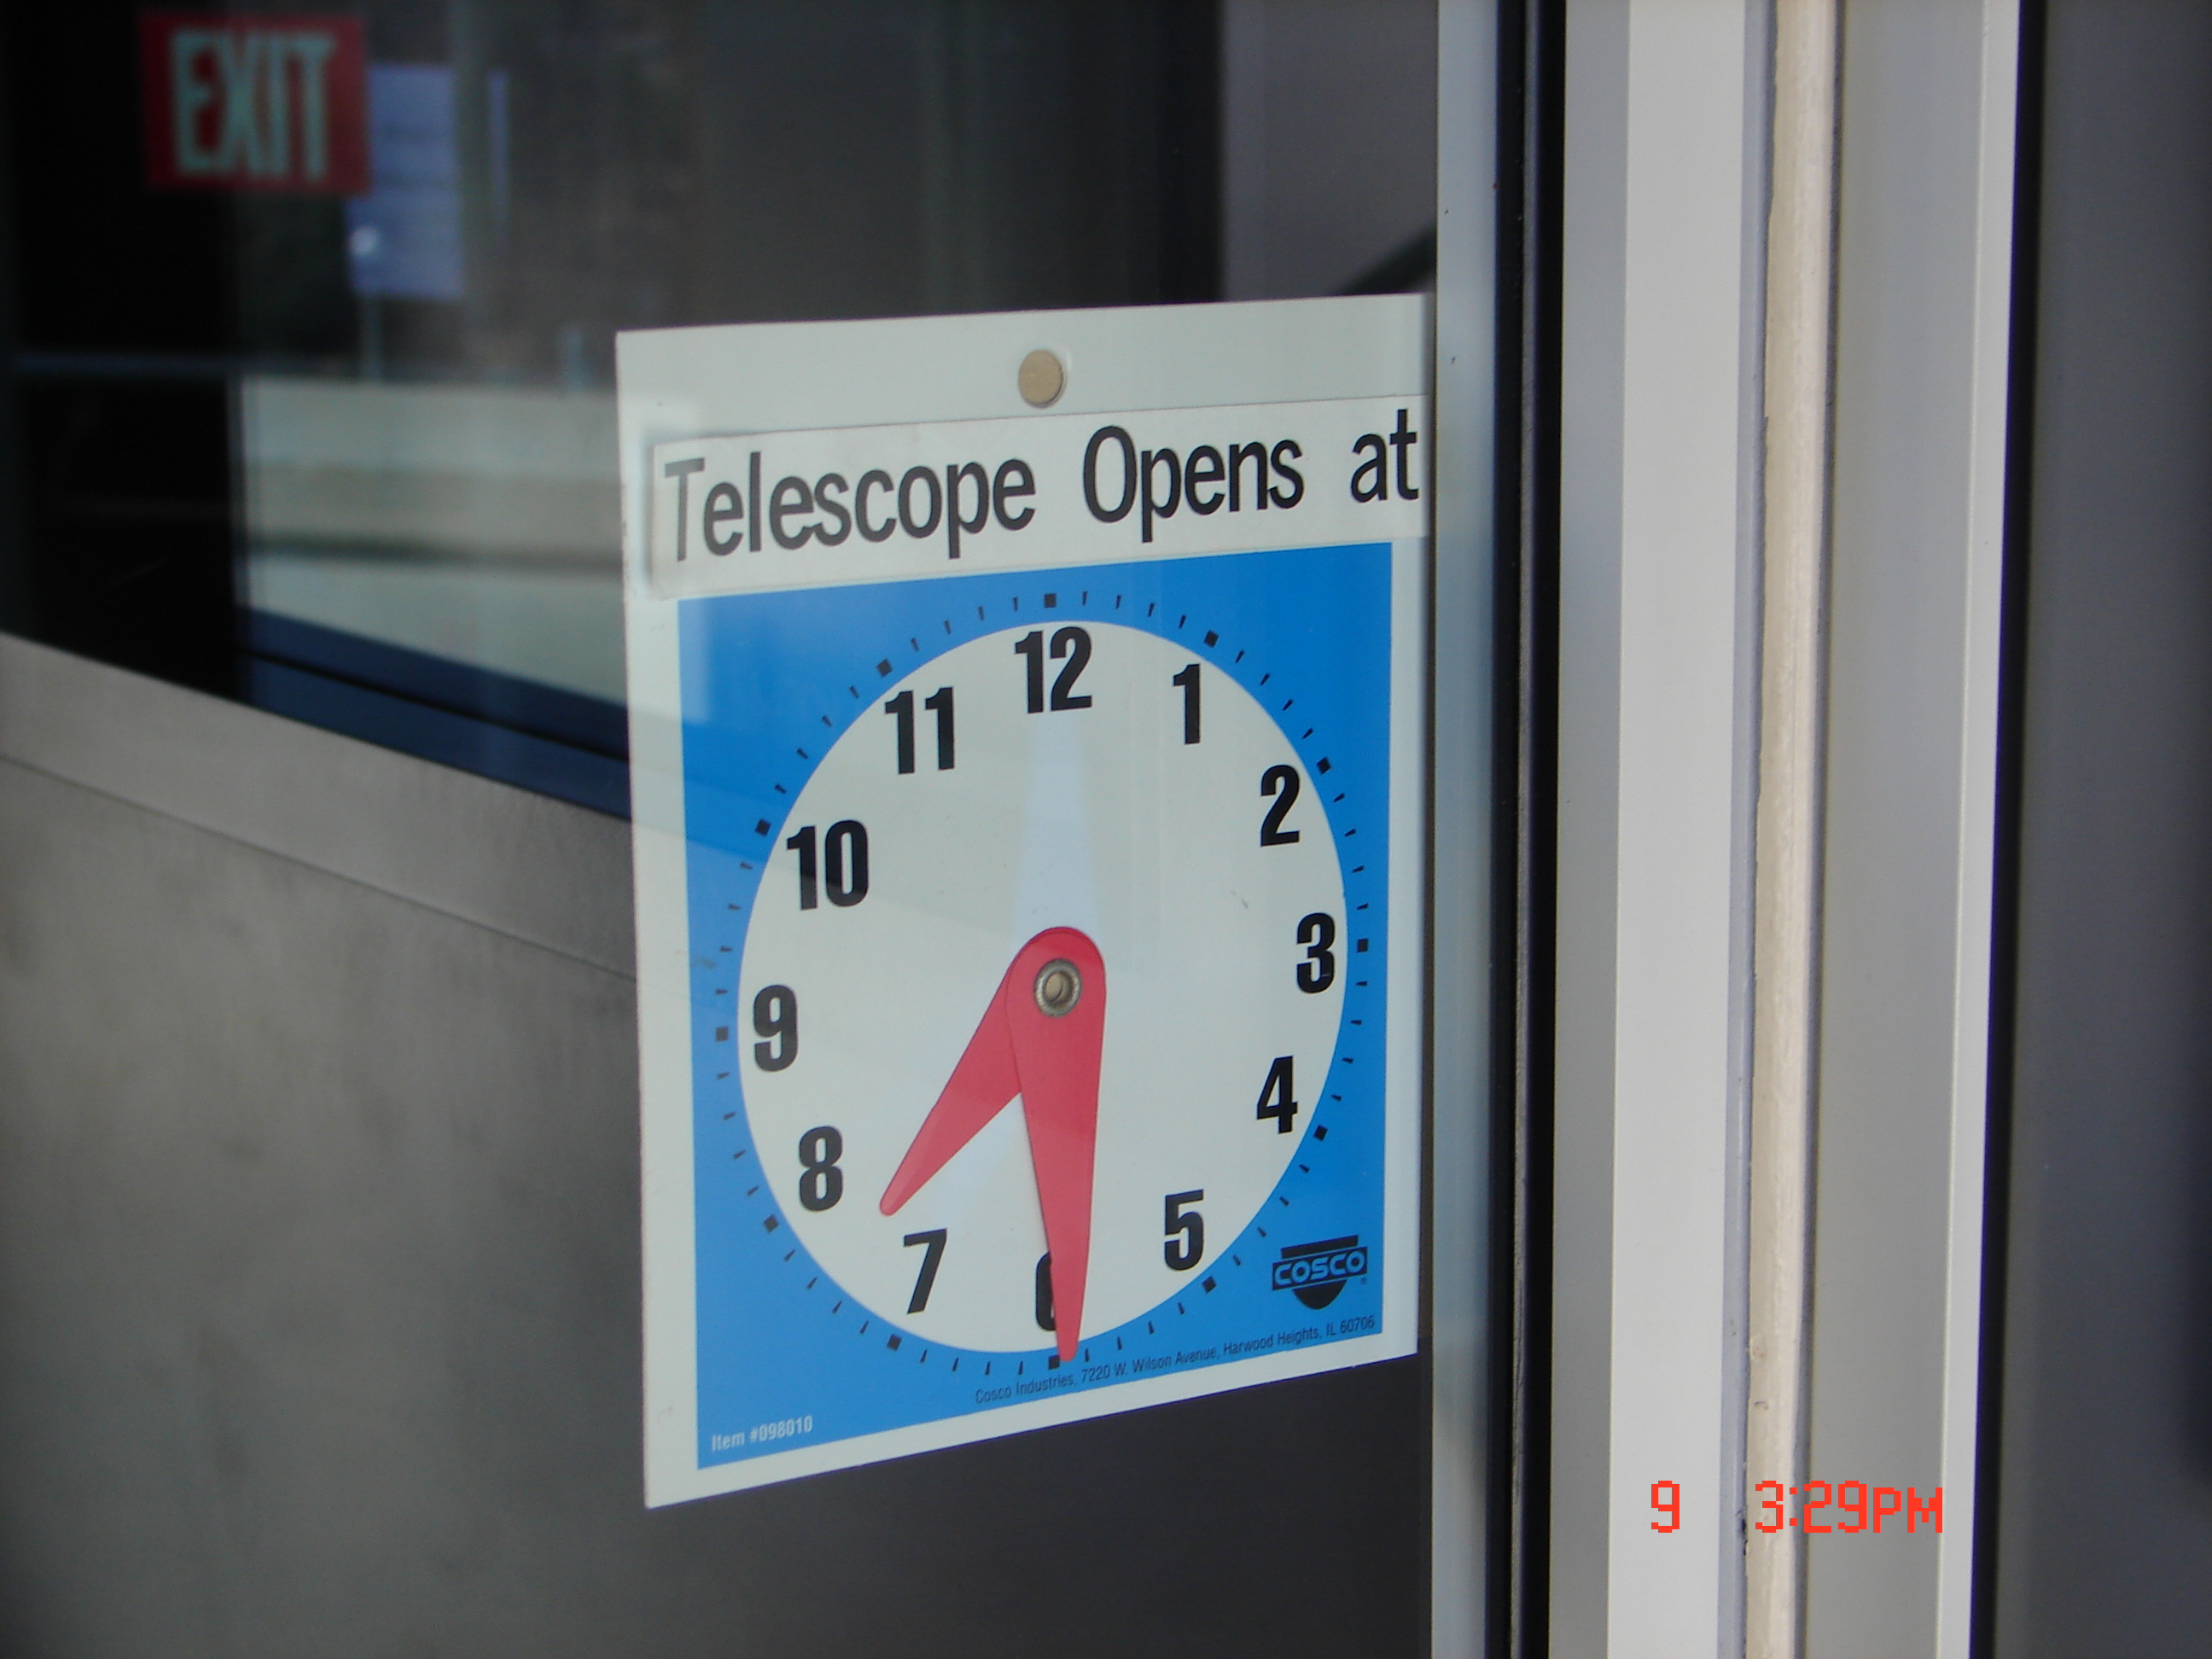 EXIT
Telescope Opens at
12
11
1
10
2
9
3
8
4
7
6
5
COSCO
Cosco Industries, 7220 W. Wilson Avenue, Harwood Heights, IL 60706
Item #098010
9 3:29PM